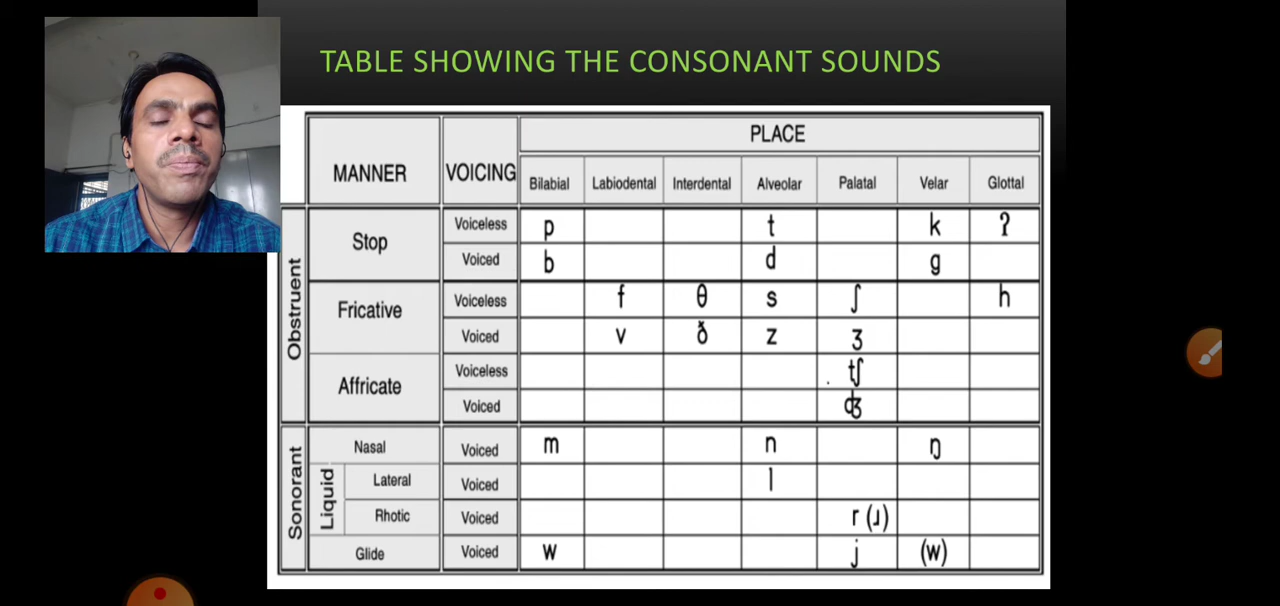 TABLE SHOWING THE CONSONANT SOUNDS
MANNER VOICING PLACE
Bilabial Labiodental Interdental Alveolar Palatal Velar Glottal
Obstruent
Stop
Voiceless p t k ʔ
Voiced b d g
Fricative
Voiceless f θ s ʃ h
Voiced v ð z ʒ
Affricate
Voiceless tʃ
Voiced ʤ
Sonorant
Nasal Voiced m n ŋ
Liquid
Lateral Voiced l
Rhotic Voiced r (ɹ)
Glide Voiced w j (w)